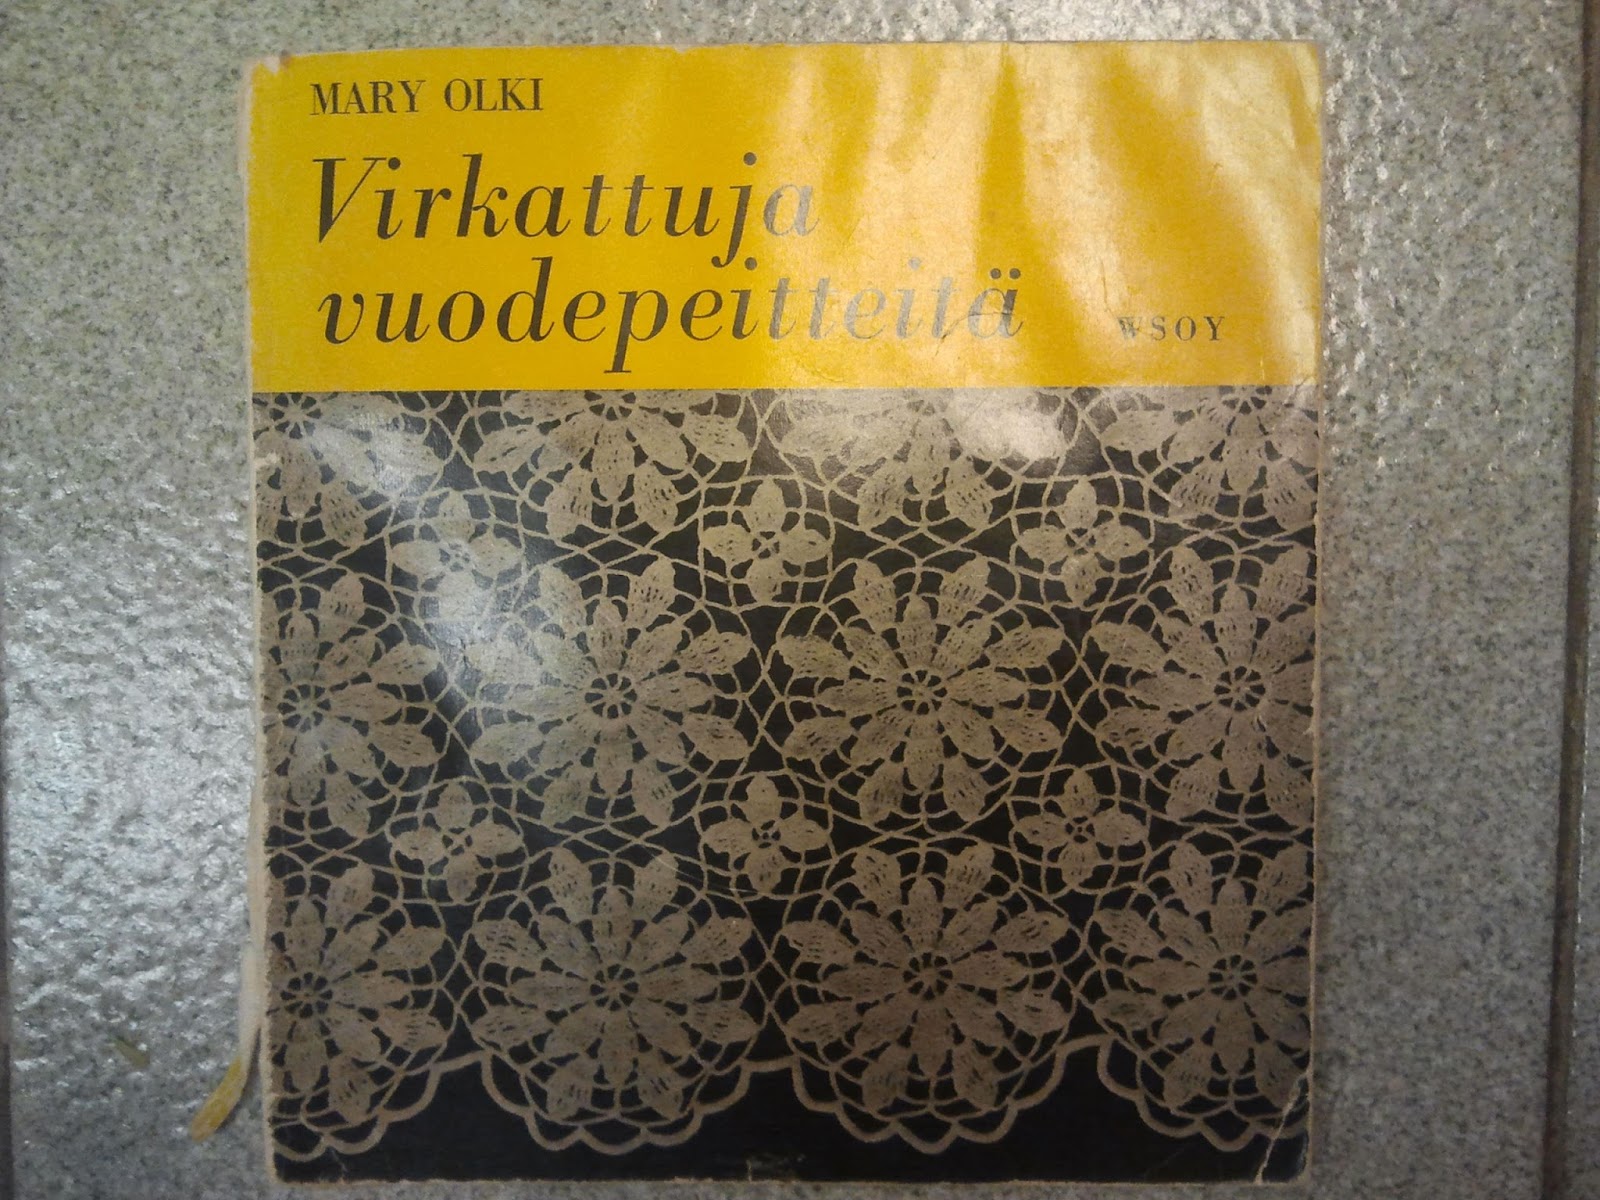 MARY OLKI
Virkattuja
vuodepeitteitä
WSOY